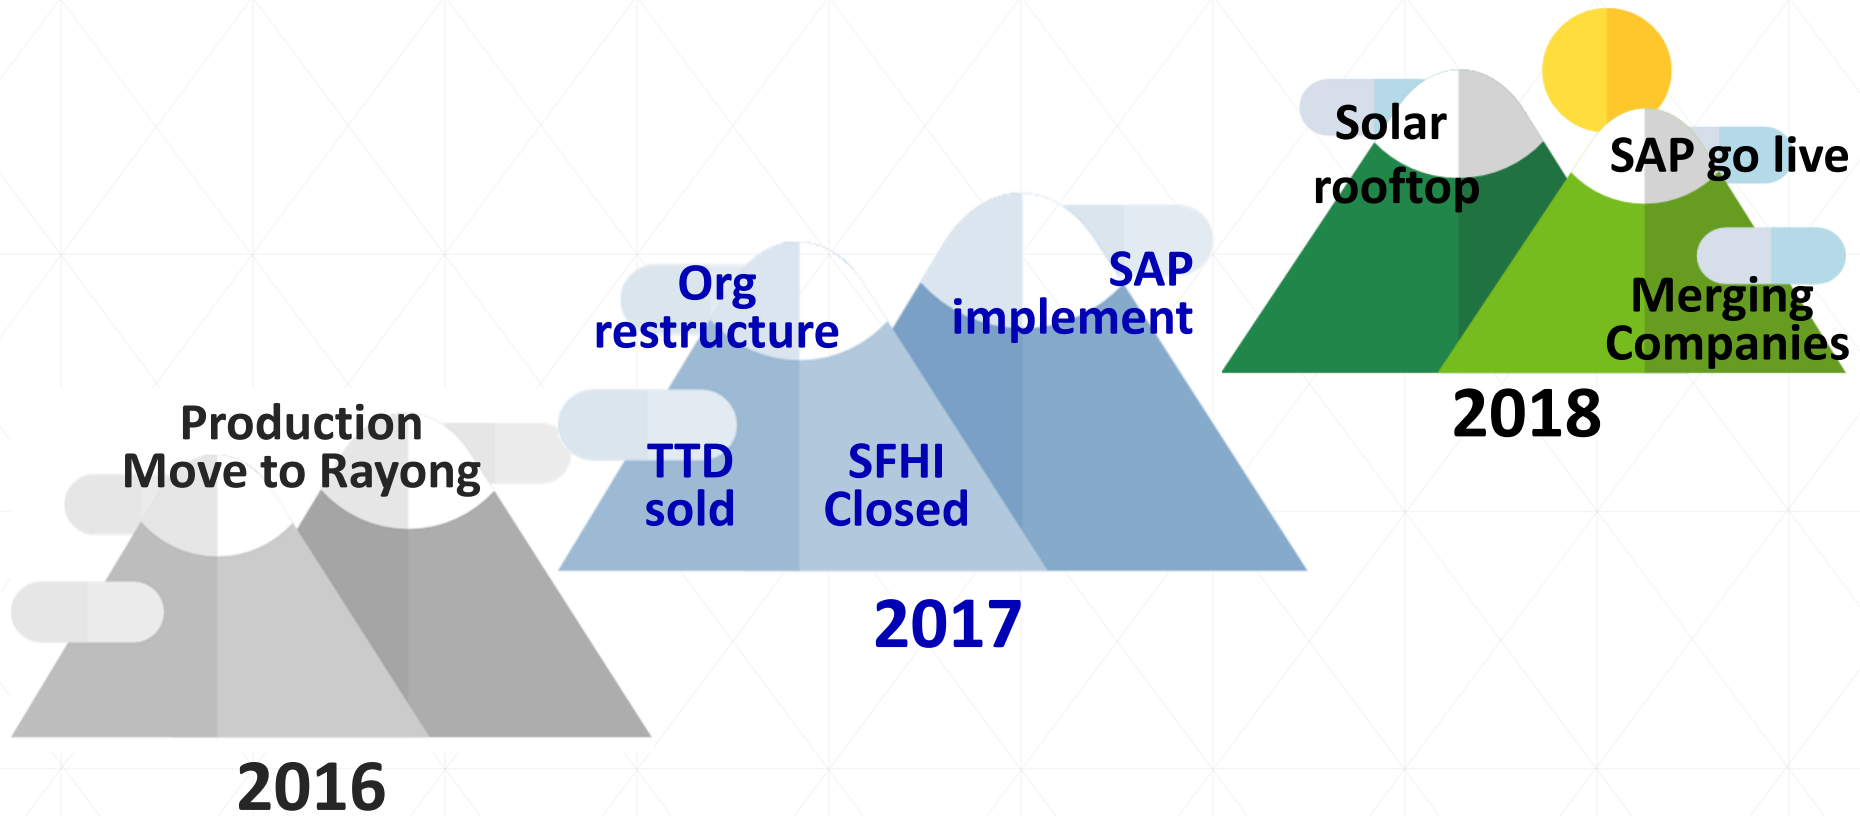 Production
Move to Rayong
2016
Org
restructure
SAP
implement
TTD
sold
SFHI
Closed
2017
Solar
rooftop
SAP go live
Merging
Companies
2018